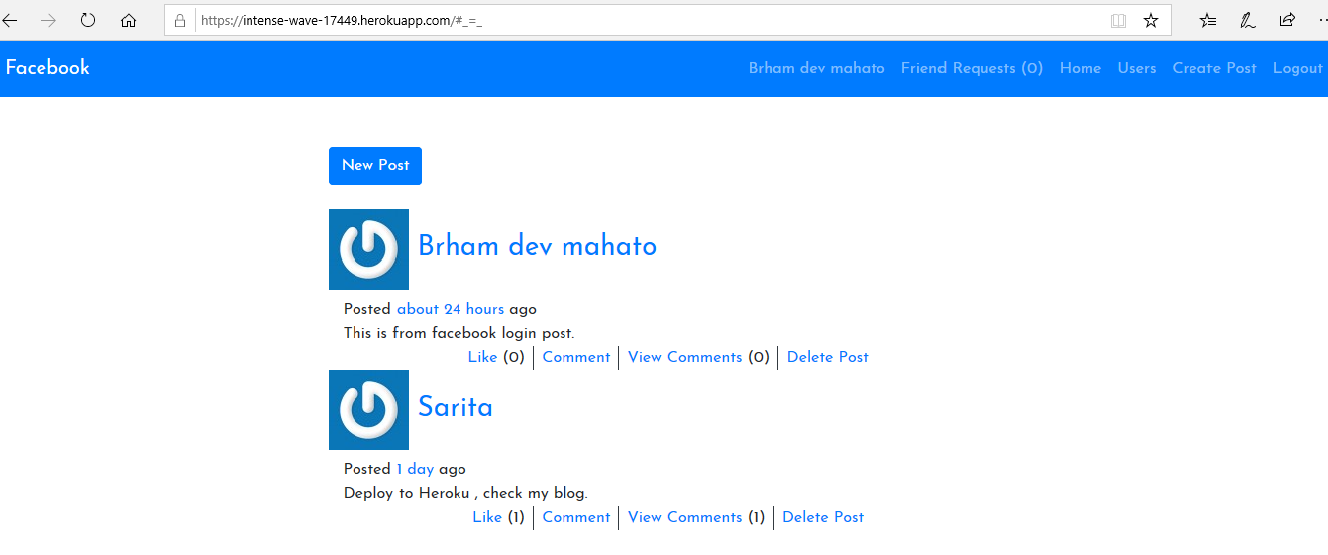 https://intense-wave-17449.herokuapp.com/#_=_
Facebook Brham dev mahato Friend Requests (0) Home Users Create Post Logout
New Post
Brham dev mahato
Posted about 24 hours ago
This is from facebook login post.
Like (0) Comment View Comments (0) Delete Post
Sarita
Posted 1 day ago
Deploy to Heroku , check my blog.
Like (1) Comment View Comments (1) Delete Post